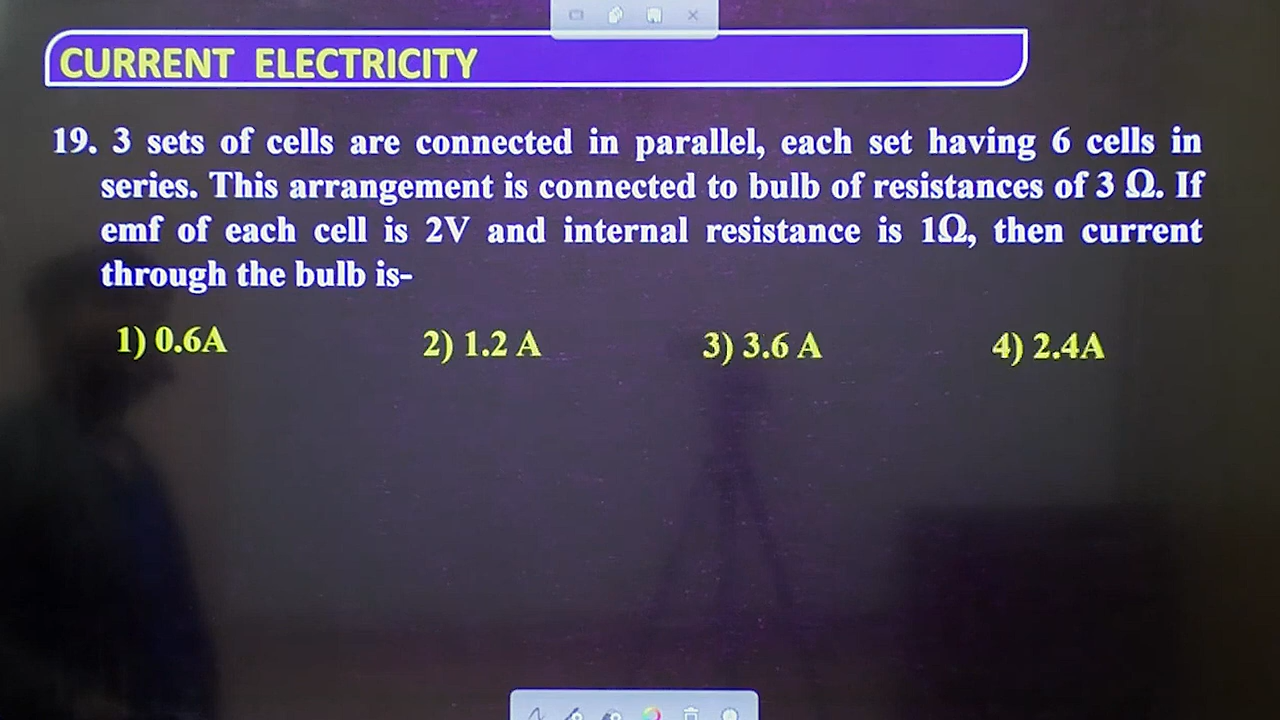 CURRENT ELECTRICITY
19. 3 sets of cells are connected in parallel, each set having 6 cells in
series. This arrangement is connected to bulb of resistances of 3 Ω. If
emf of each cell is 2V and internal resistance is 1Ω, then current
through the bulb is-
1) 0.6A 2) 1.2 A 3) 3.6 A 4) 2.4A